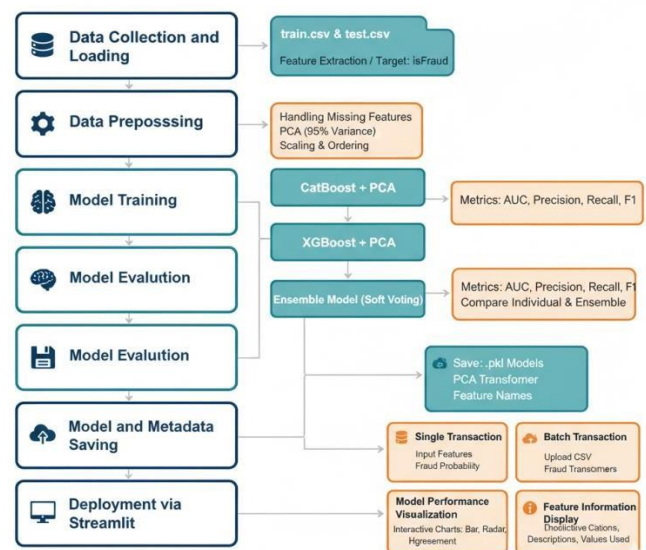 Data Collection and
Loading
train.csv & test.csv
Feature Extraction / Target: isFraud
Data Preposssing
Handling Missing Features
PCA (95% Variance)
Scaling & Ordering
Model Training
CatBoost + PCA
Metrics: AUC, Precision, Recall, F1
XGBoost + PCA
Model Evalution
Ensemble Model (Soft Voting)
Metrics: AUC, Precision, Recall, F1
Compare Individual & Ensemble
Model Evalution
Save: .pkl Models
PCA Transfomer
Feature Names
Model and Metadata
Saving
Single Transaction
Input Features
Fraud Probability
Batch Transaction
Upload CSV
Fraud Transomers
Deployment via
Streamlit
Model Performance
Visualization
Interactive Charts: Bar, Radar,
Hgresement
Feature Information
Display
Cations,
Descriptions, Values Used